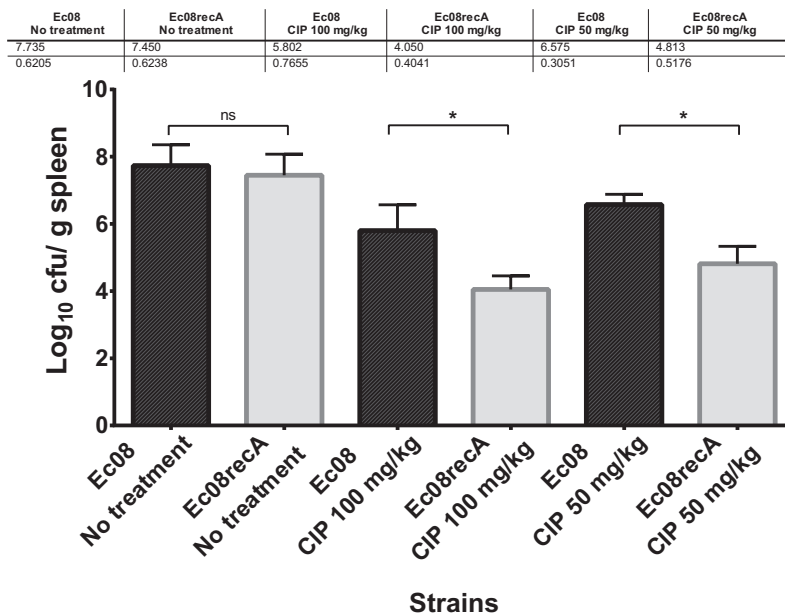 Ec08 Ec08recA Ec08 Ec08recA Ec08 Ec08recA
No treatment No treatment CIP 100 mg/kg CIP 100 mg/kg CIP 50 mg/kg CIP 50 mg/kg
7.735 7.450 5.802 4.050 6.575 4.813
0.6205 0.6238 0.7655 0.4041 0.3051 0.5176
10
8
6
4
2
0
Log10 cfu/ g spleen
ns
*
*
Ec08
No treatment
Ec08recA
No treatment
Ec08
CIP 100 mg/kg
Ec08recA
CIP 100 mg/kg
Ec08
CIP 50 mg/kg
Ec08recA
CIP 50 mg/kg
Strains